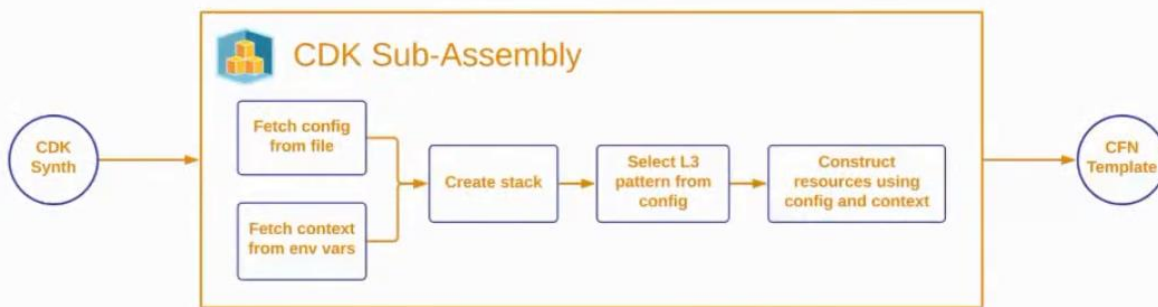 CDK Sub-Assembly
CDK
Synth
Fetch config
from file
Fetch context
from env vars
Create stack
Select L3
pattern from
config
Construct
resources using
config and context
CFN
Template